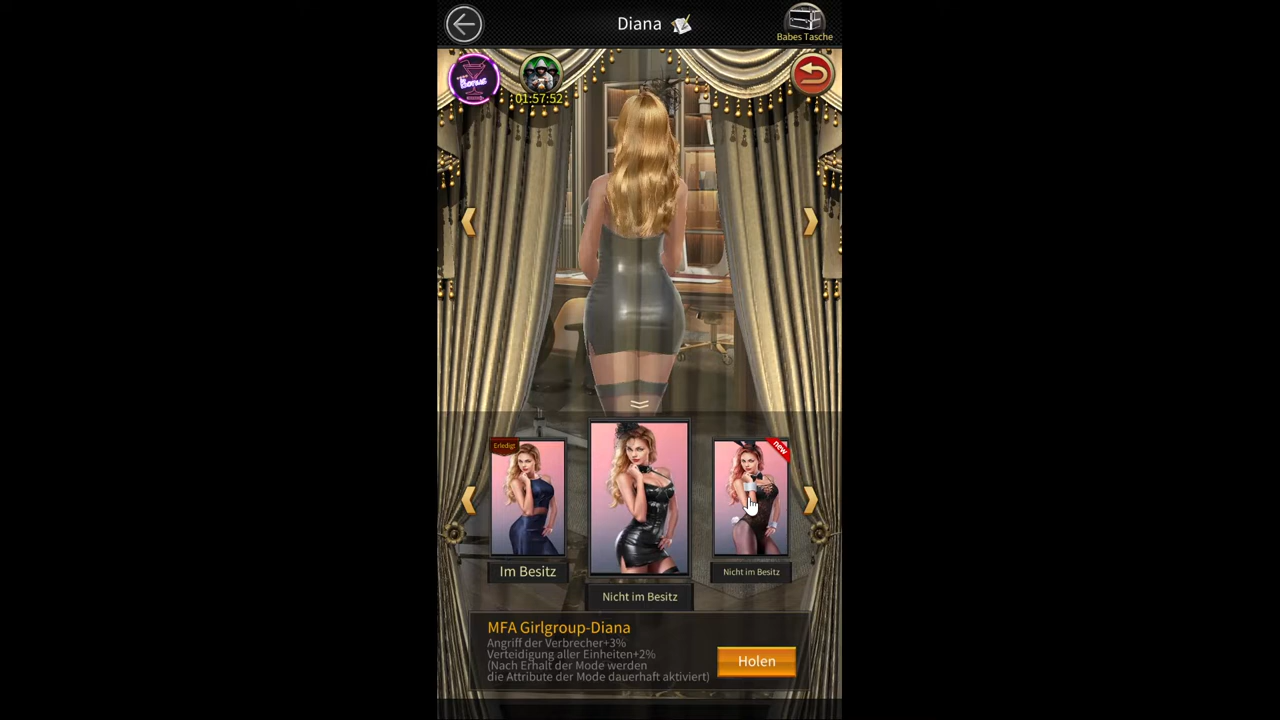 Diana
Babes Tasche
01:57:52
Erledigt
new
Im Besitz
Nicht im Besitz
Nicht im Besitz
MFA Girlgroup-Diana
Angriff der Verbrecher+3%
Verteidigung aller Einheiten+2%
(Nach Erhalt der Mode werden
die Attribute der Mode dauerhaft aktiviert)
Holen